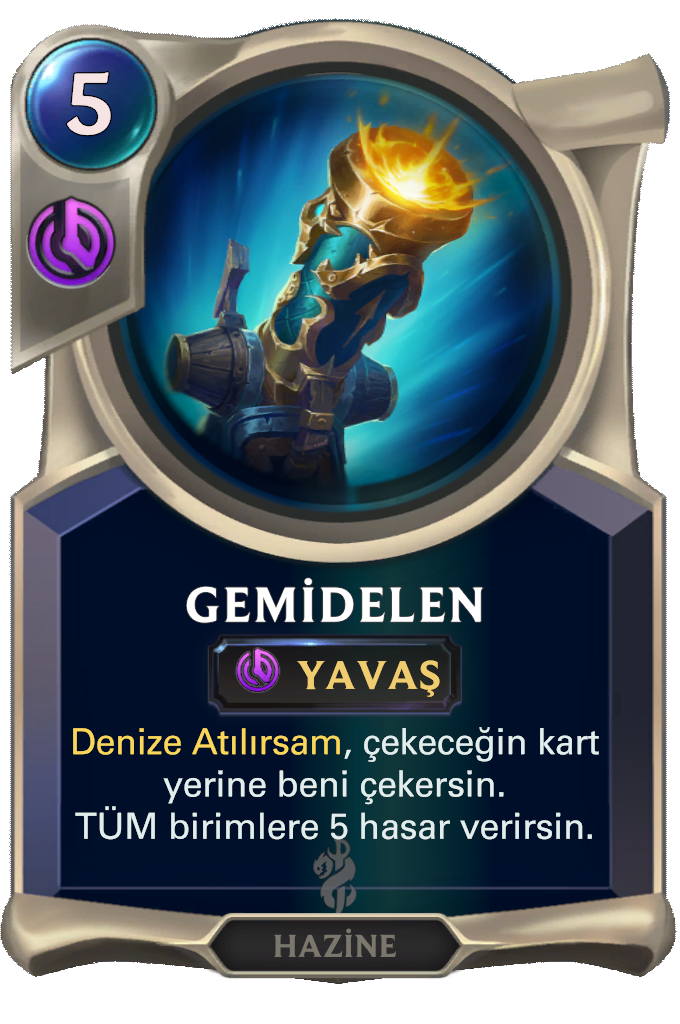 5
GEMİDELEN
YAVAŞ
Denize Atılırsam, çekeceğin kart
yerine beni çekersin.
TÜM birimlere 5 hasar verirsin.
HAZİNE